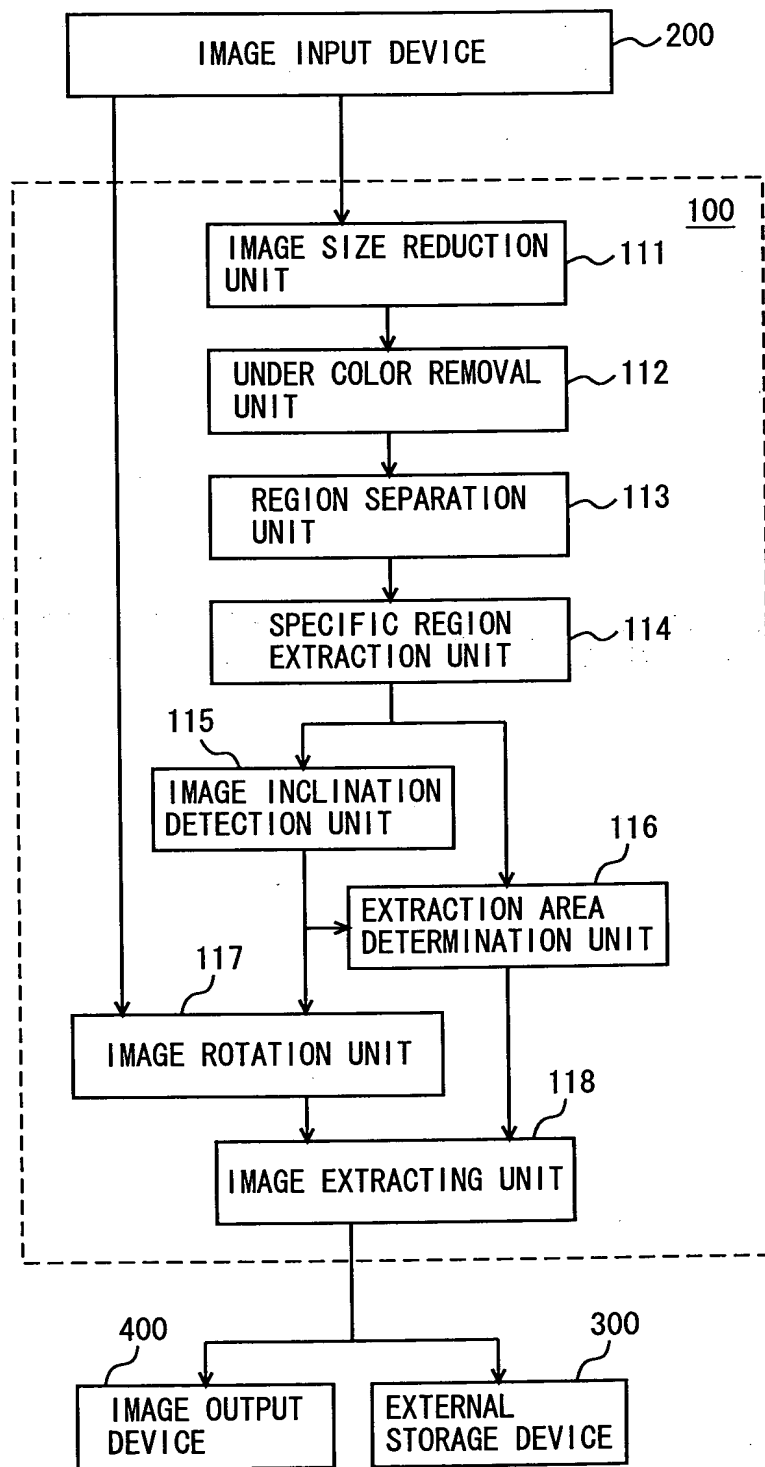 IMAGE INPUT DEVICE
200
100
IMAGE SIZE REDUCTION
UNIT
111
UNDER COLOR REMOVAL
UNIT
112
REGION SEPARATION
UNIT
113
SPECIFIC REGION
EXTRACTION UNIT
114
115
IMAGE INCLINATION
DETECTION UNIT
116
EXTRACTION AREA
DETERMINATION UNIT
117
IMAGE ROTATION UNIT
118
IMAGE EXTRACTING UNIT
400
IMAGE OUTPUT
DEVICE
300
EXTERNAL
STORAGE DEVICE